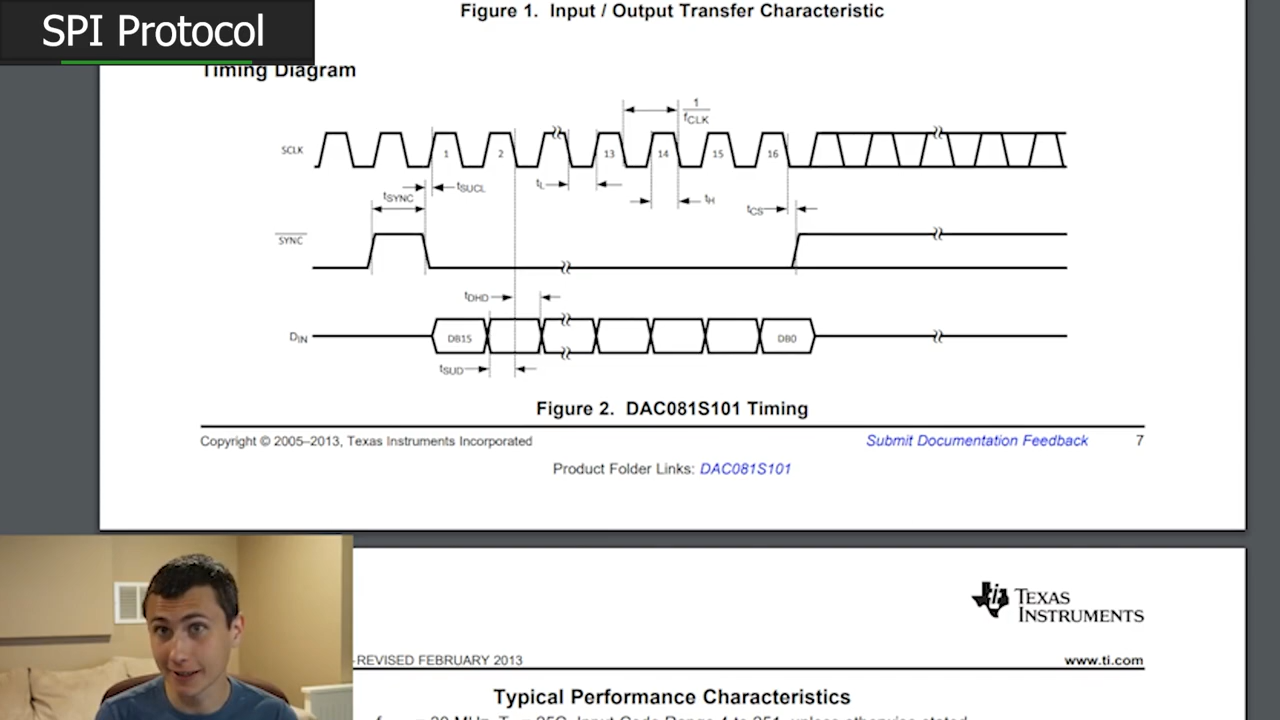 SPI Protocol
Figure 1. Input / Output Transfer Characteristic
Timing Diagram
1
fCLK
SCLK
1
2
13
14
15
16
tSYNC
tSUCL
tL
tH
tCS
SYNC
tDHD
DIN
DB15
DB0
tSUD
Figure 2. DAC081S101 Timing
Copyright © 2005–2013, Texas Instruments Incorporated
Submit Documentation Feedback
7
Product Folder Links: DAC081S101
TEXAS
INSTRUMENTS
-REVISED FEBRUARY 2013
www.ti.com
Typical Performance Characteristics